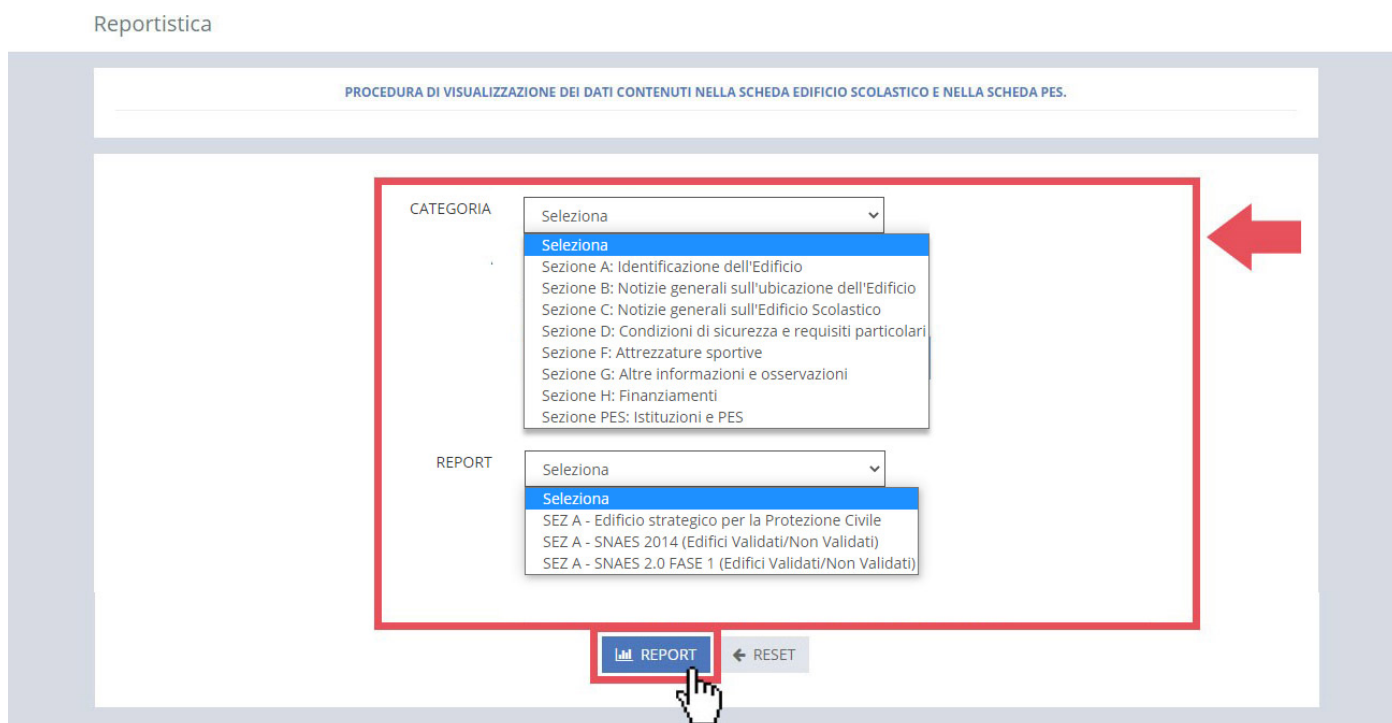 Reportistica
PROCEDURA DI VISUALIZZAZIONE DEI DATI CONTENUTI NELLA SCHEDA EDIFICIO SCOLASTICO E NELLA SCHEDA PES.
CATEGORIA
Seleziona
Seleziona
Sezione A: Identificazione dell'Edificio
Sezione B: Notizie generali sull'ubicazione dell'Edificio
Sezione C: Notizie generali sull'Edificio Scolastico
Sezione D: Condizioni di sicurezza e requisiti particolari
Sezione F: Attrezzature sportive
Sezione G: Altre informazioni e osservazioni
Sezione H: Finanziamenti
Sezione PES: Istituzioni e PES
REPORT
Seleziona
Seleziona
SEZ A - Edificio strategico per la Protezione Civile
SEZ A - SNAES 2014 (Edifici Validati/Non Validati)
SEZ A - SNAES 2.0 FASE 1 (Edifici Validati/Non Validati)
REPORT
RESET